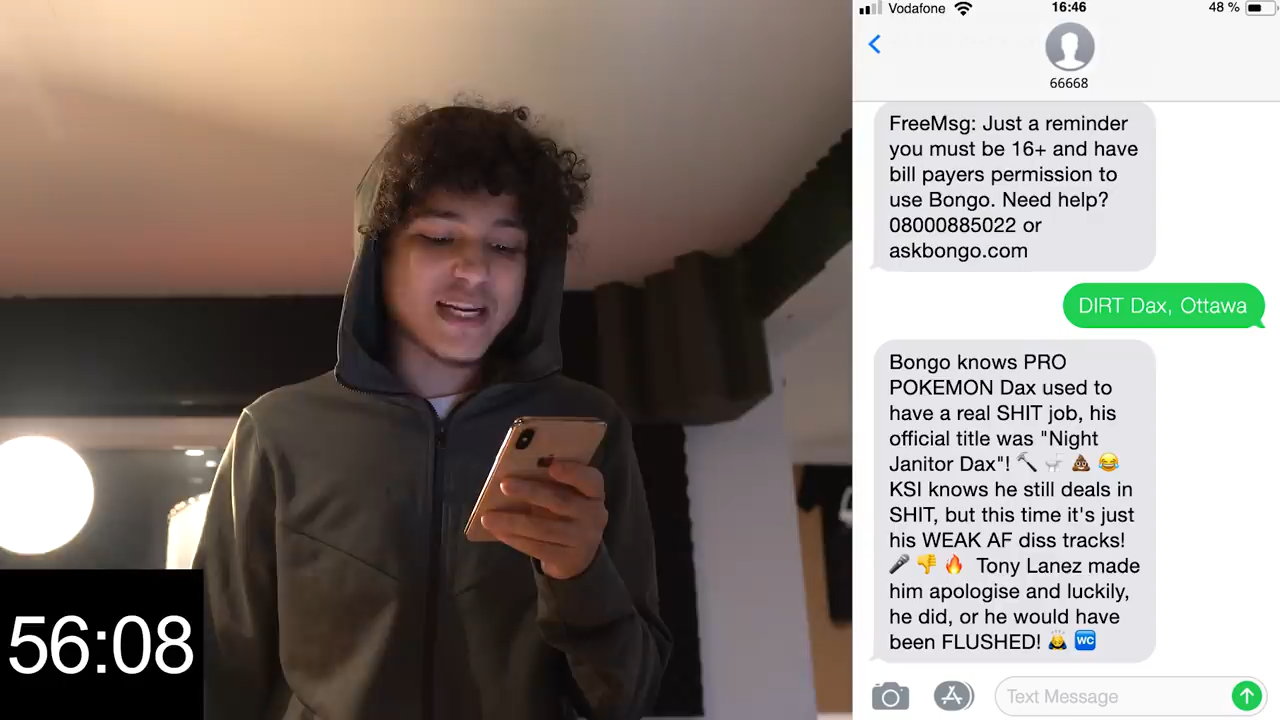 Vodafone 16:46 48 %
66668
FreeMsg: Just a reminder
you must be 16+ and have
bill payers permission to
use Bongo. Need help?
08000885022 or
askbongo.com
DIRT Dax, Ottawa
Bongo knows PRO
POKEMON Dax used to
have a real SHIT job, his
official title was "Night
Janitor Dax"! 🔨 🚽 💩 😂
KSI knows he still deals in
SHIT, but this time it's just
his WEAK AF diss tracks!
🎤 👎 🔥 Tony Lanez made
him apologise and luckily,
he did, or he would have
been FLUSHED! 🙇 🚾
Text Message
56:08